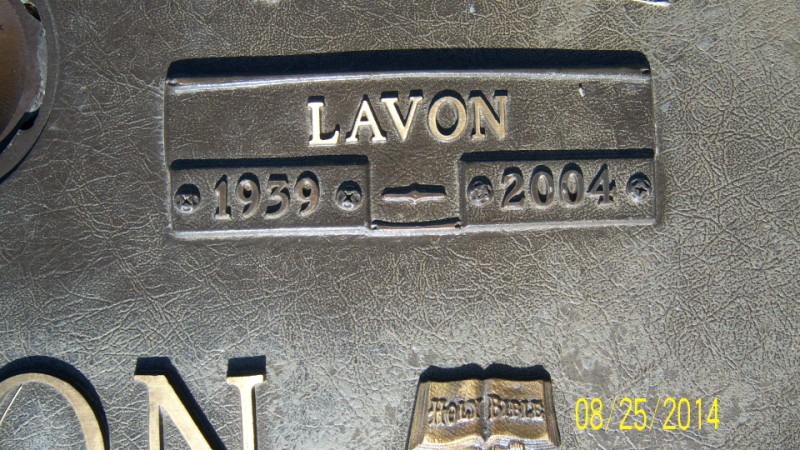 LAVON
1939 – 2004
ON
HOLY BIBLE
08/25/2014